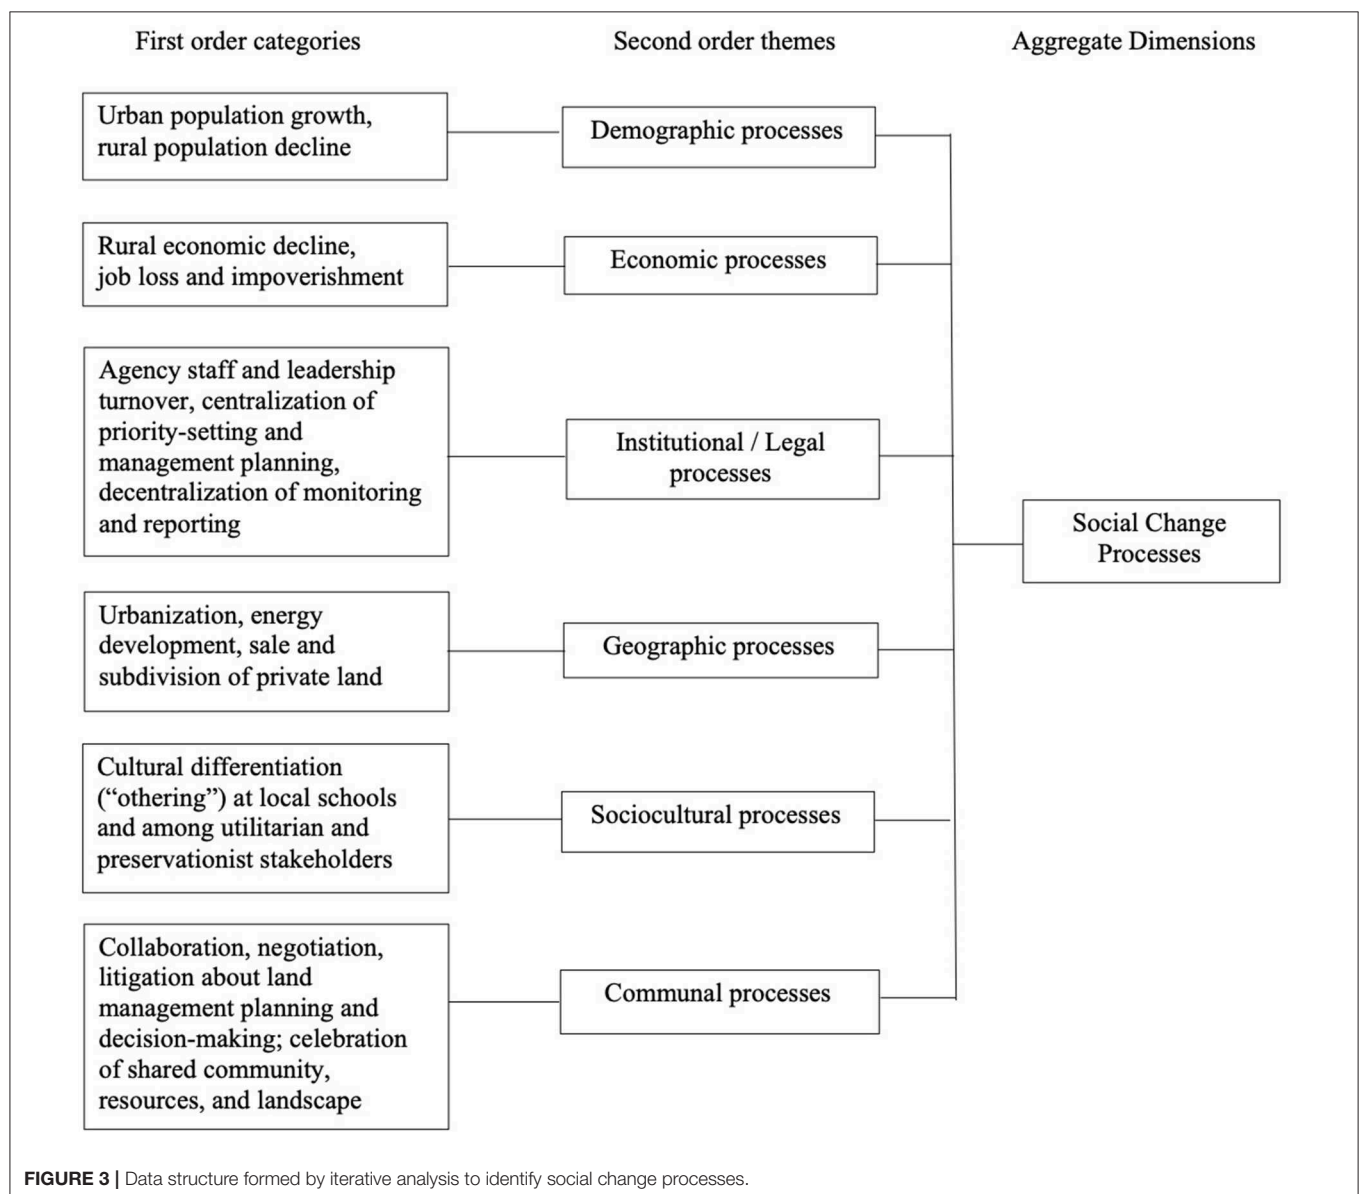 First order categories
Second order themes
Aggregate Dimensions
Urban population growth,
rural population decline
Demographic processes
Rural economic decline,
job loss and impoverishment
Economic processes
Agency staff and leadership
turnover, centralization of
priority-setting and
management planning,
decentralization of monitoring
and reporting
Institutional / Legal
processes
Social Change
Processes
Urbanization, energy
development, sale and
subdivision of private land
Geographic processes
Cultural differentiation
(“othering”) at local schools
and among utilitarian and
preservationist stakeholders
Sociocultural processes
Collaboration, negotiation,
litigation about land
management planning and
decision-making; celebration
of shared community,
resources, and landscape
Communal processes
FIGURE 3 | Data structure formed by iterative analysis to identify social change processes.